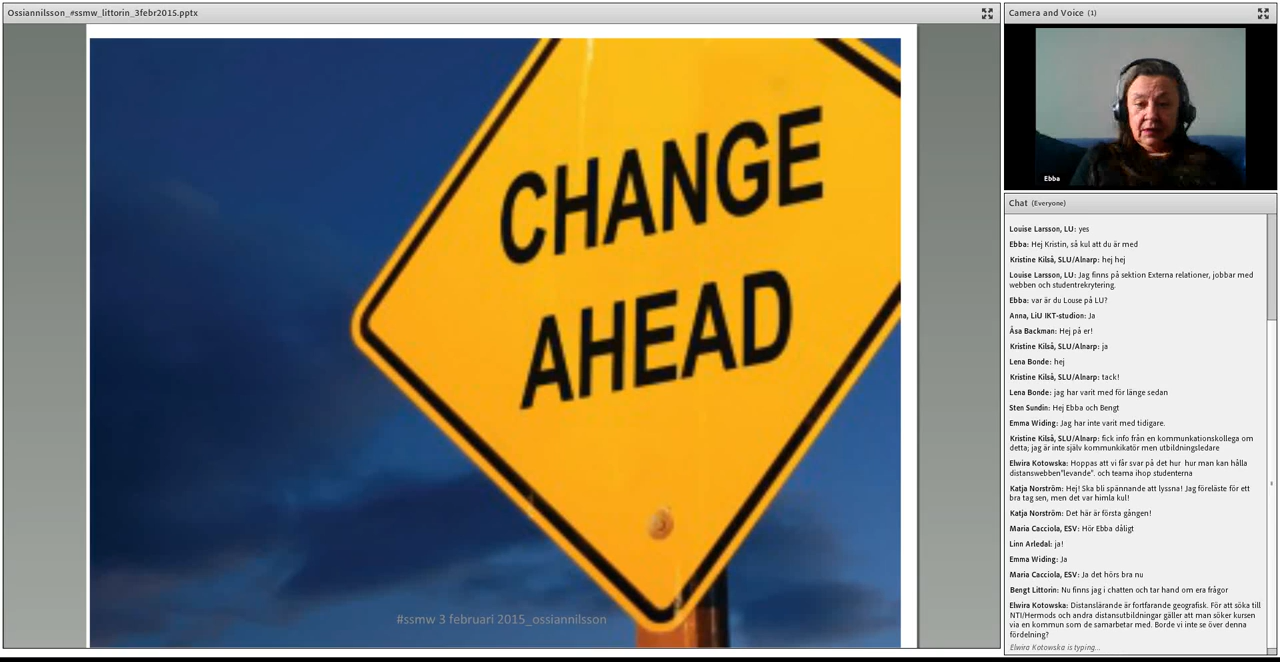 Ossiannilsson_#ssmw_littorin_3febr2015.pptx
CHANGE
AHEAD
#ssmw 3 februari 2015_ossiannilsson
Camera and Voice (1)
Ebba
Chat (Everyone)
Louise Larsson, LU: yes
Ebba: Hej Kristin, så kul att du är med
Kristine Kilså, SLU/Alnarp: hej hej
Louise Larsson, LU: Jag finns på sektion Externa relationer, jobbar med
webben och studentrekrytering.
Ebba: var är du Louse på LU?
Anna, LiU IKT-studion: Ja
Åsa Backman: Hej på er!
Kristine Kilså, SLU/Alnarp: ja
Lena Bonde: hej
Kristine Kilså, SLU/Alnarp: tack!
Lena Bonde: jag har varit med för länge sedan
Sten Sundin: Hej Ebba och Bengt
Emma Widing: Jag har inte varit med tidigare.
Kristine Kilså, SLU/Alnarp: fick info från en kommunkationskollega om
detta; jag är inte själv kommunkikatör men utbildningsledare
Elwira Kotowska: Hoppas att vi får svar på det hur hur man kan hålla
distanswebben"levande". och teama ihop studenterna
Katja Norström: Hej! Ska bli spännande att lyssna! Jag föreläste för ett
bra tag sen, men det var himla kul!
Katja Norström: Det här är första gången!
Maria Cacciola, ESV: Hör Ebba dåligt
Linn Arledal: ja!
Emma Widing: Ja
Maria Cacciola, ESV: Ja det hörs bra nu
Bengt Littorin: Nu finns jag i chatten och tar hand om era frågor
Elwira Kotowska: Distanslärande är fortfarande geografisk. För att söka till
NTI/Hermods och andra distansutbildningar gäller att man söker kursen
via en kommun som de samarbetar med. Borde vi inte se över denna
fördelning?
Elwira Kotowska is typing...